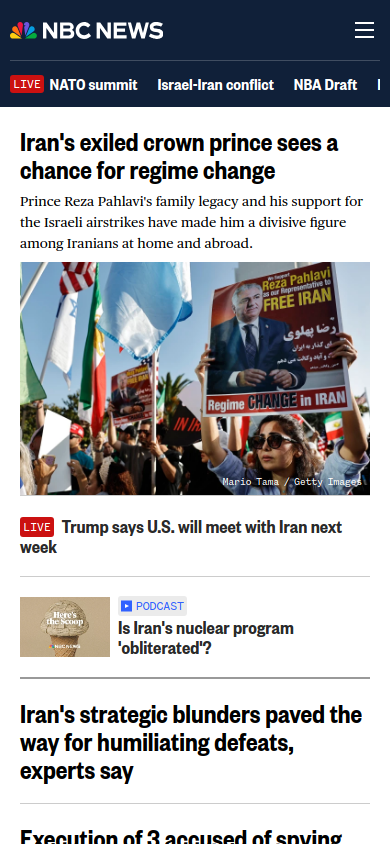 NBC NEWS
LIVE NATO summit Israel-Iran conflict NBA Draft
Iran's exiled crown prince sees a
chance for regime change
Prince Reza Pahlavi's family legacy and his support for
the Israeli airstrikes have made him a divisive figure
among Iranians at home and abroad.
We Support
Reza Pahlavi
as our Representative to
FREE IRAN
رضا پهلوی
Regime CHANGE in IRAN
Mario Tama / Getty Images
LIVE Trump says U.S. will meet with Iran next
week
Here's
the Scoop
NBC NEWS
PODCAST
Is Iran's nuclear program
'obliterated'?
Iran's strategic blunders paved the
way for humiliating defeats,
experts say
Execution of 3 accused of spying